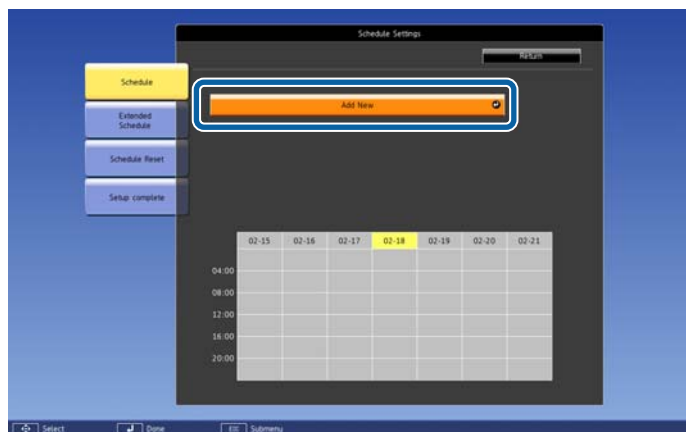 Schedule Settings
Return
Schedule
Add New
Extended
Schedule
Schedule Reset
Setup complete
02-15 02-16 02-17 02-18 02-19 02-20 02-21
04:00
08:00
12:00
16:00
20:00
Select Done Esc Submenu